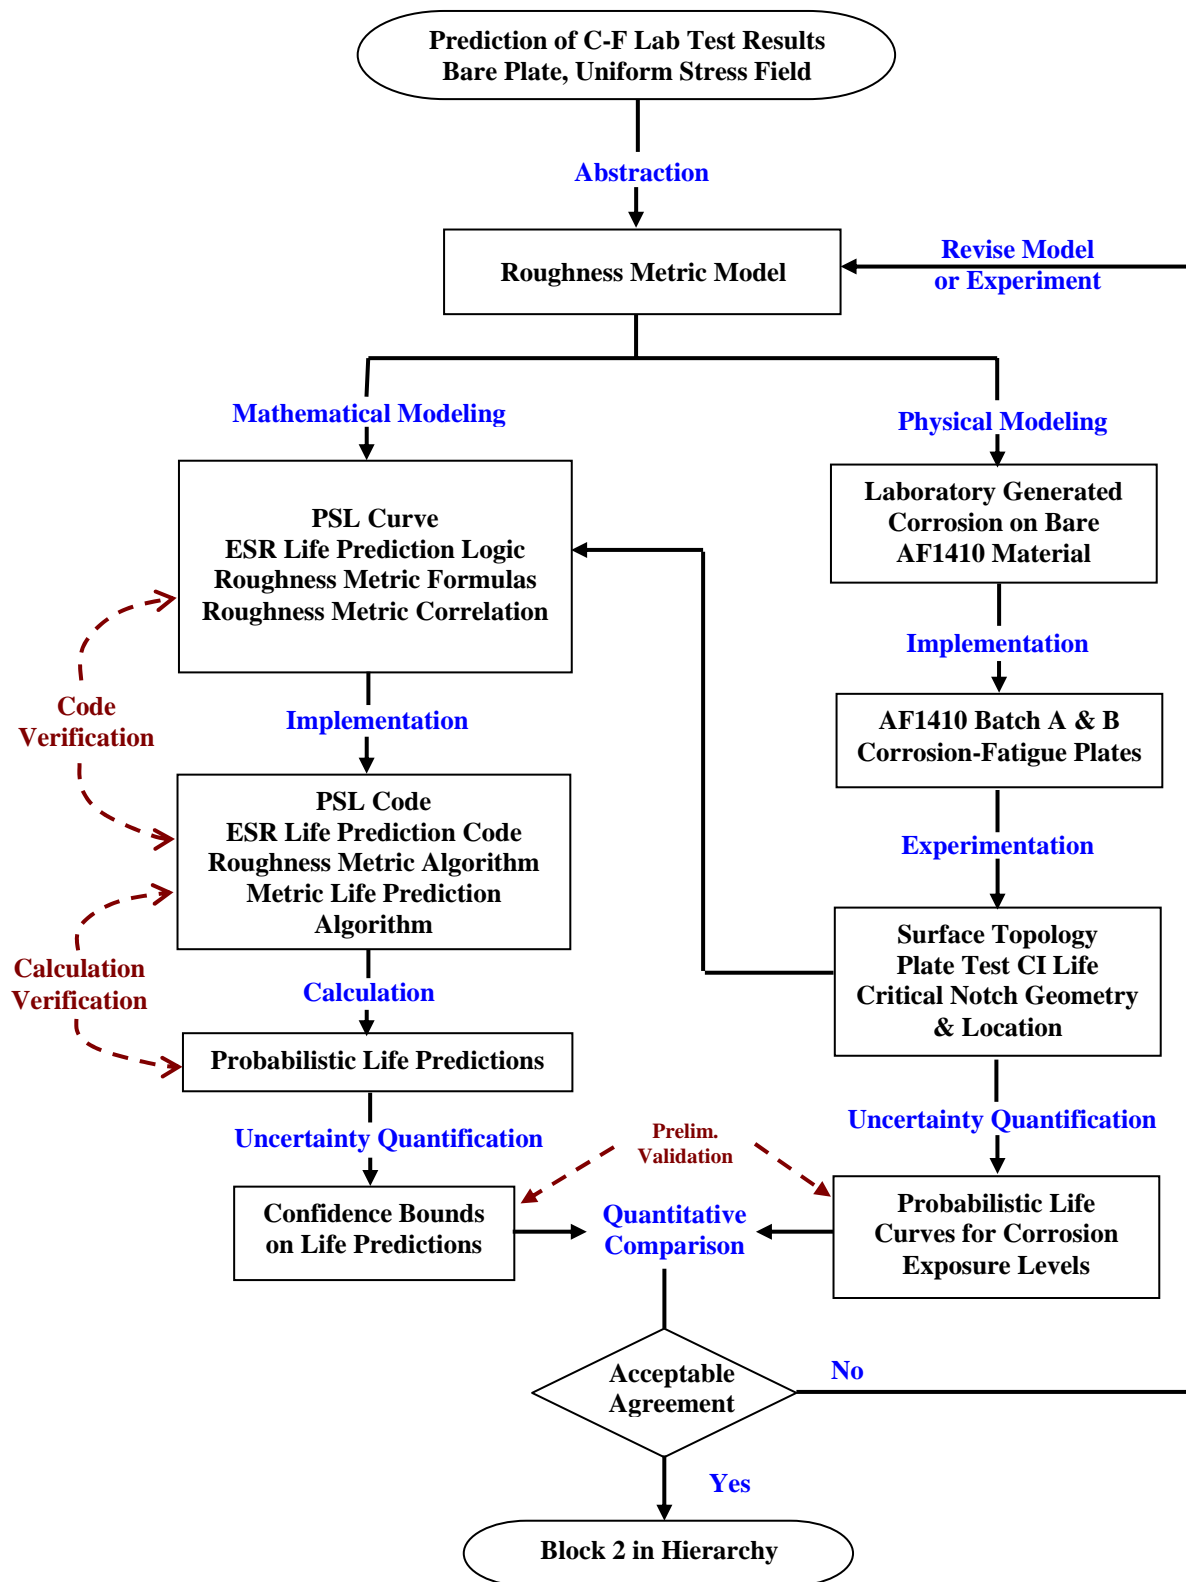 Prediction of C-F Lab Test Results
Bare Plate, Uniform Stress Field
Abstraction
Roughness Metric Model
Revise Model
or Experiment
Mathematical Modeling
Physical Modeling
PSL Curve
ESR Life Prediction Logic
Roughness Metric Formulas
Roughness Metric Correlation
Laboratory Generated
Corrosion on Bare
AF1410 Material
Implementation
Code
Verification
Implementation
AF1410 Batch A & B
Corrosion-Fatigue Plates
PSL Code
ESR Life Prediction Code
Roughness Metric Algorithm
Metric Life Prediction
Algorithm
Experimentation
Surface Topology
Plate Test CI Life
Critical Notch Geometry
& Location
Calculation
Verification
Calculation
Probabilistic Life Predictions
Uncertainty Quantification
Uncertainty Quantification
Prelim.
Validation
Confidence Bounds
on Life Predictions
Quantitative
Comparison
Probabilistic Life
Curves for Corrosion
Exposure Levels
Acceptable
Agreement
No
Yes
Block 2 in Hierarchy